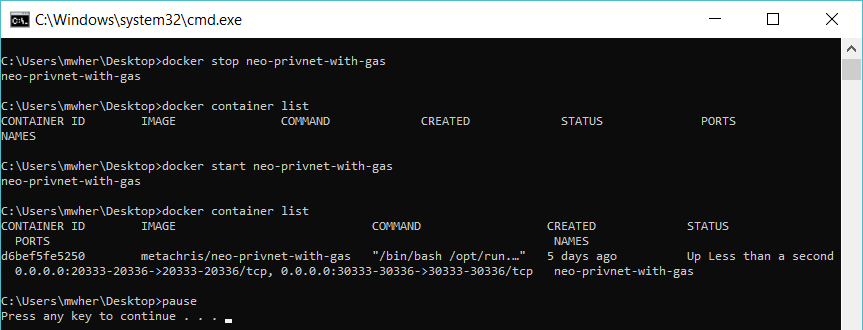 C:\Windows\system32\cmd.exe
C:\Users\mwher\Desktop>docker stop neo-privnet-with-gas
neo-privnet-with-gas
C:\Users\mwher\Desktop>docker container list
CONTAINER ID        IMAGE               COMMAND             CREATED             STATUS              PORTS
NAMES
C:\Users\mwher\Desktop>docker start neo-privnet-with-gas
neo-privnet-with-gas
C:\Users\mwher\Desktop>docker container list
CONTAINER ID        IMAGE                            COMMAND                  CREATED             STATUS
  PORTS                                                                        NAMES
d6bef5fe5250        metachris/neo-privnet-with-gas   "/bin/bash /opt/run.…"   5 days ago          Up Less than a second
  0.0.0.0:20333-20336->20333-20336/tcp, 0.0.0.0:30333-30336->30333-30336/tcp   neo-privnet-with-gas
C:\Users\mwher\Desktop>pause
Press any key to continue . . .